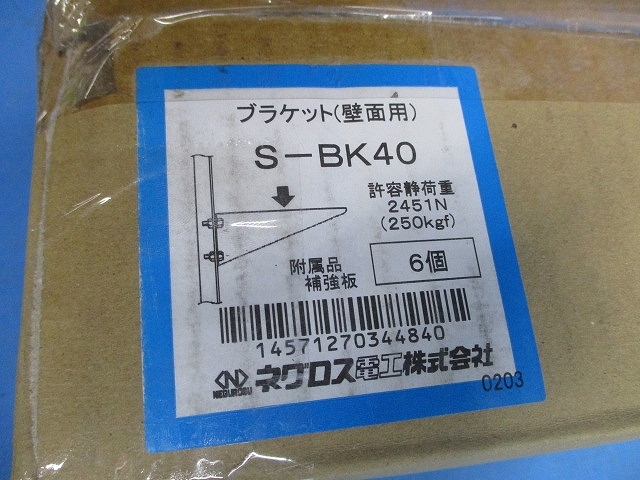 ブラケット(壁面用)
S-BK40
許容静荷重
2451N
(250kgf)
附属品
補強板
6個
14571270344840
NEGUROSU
ネグロス電工株式会社
0203